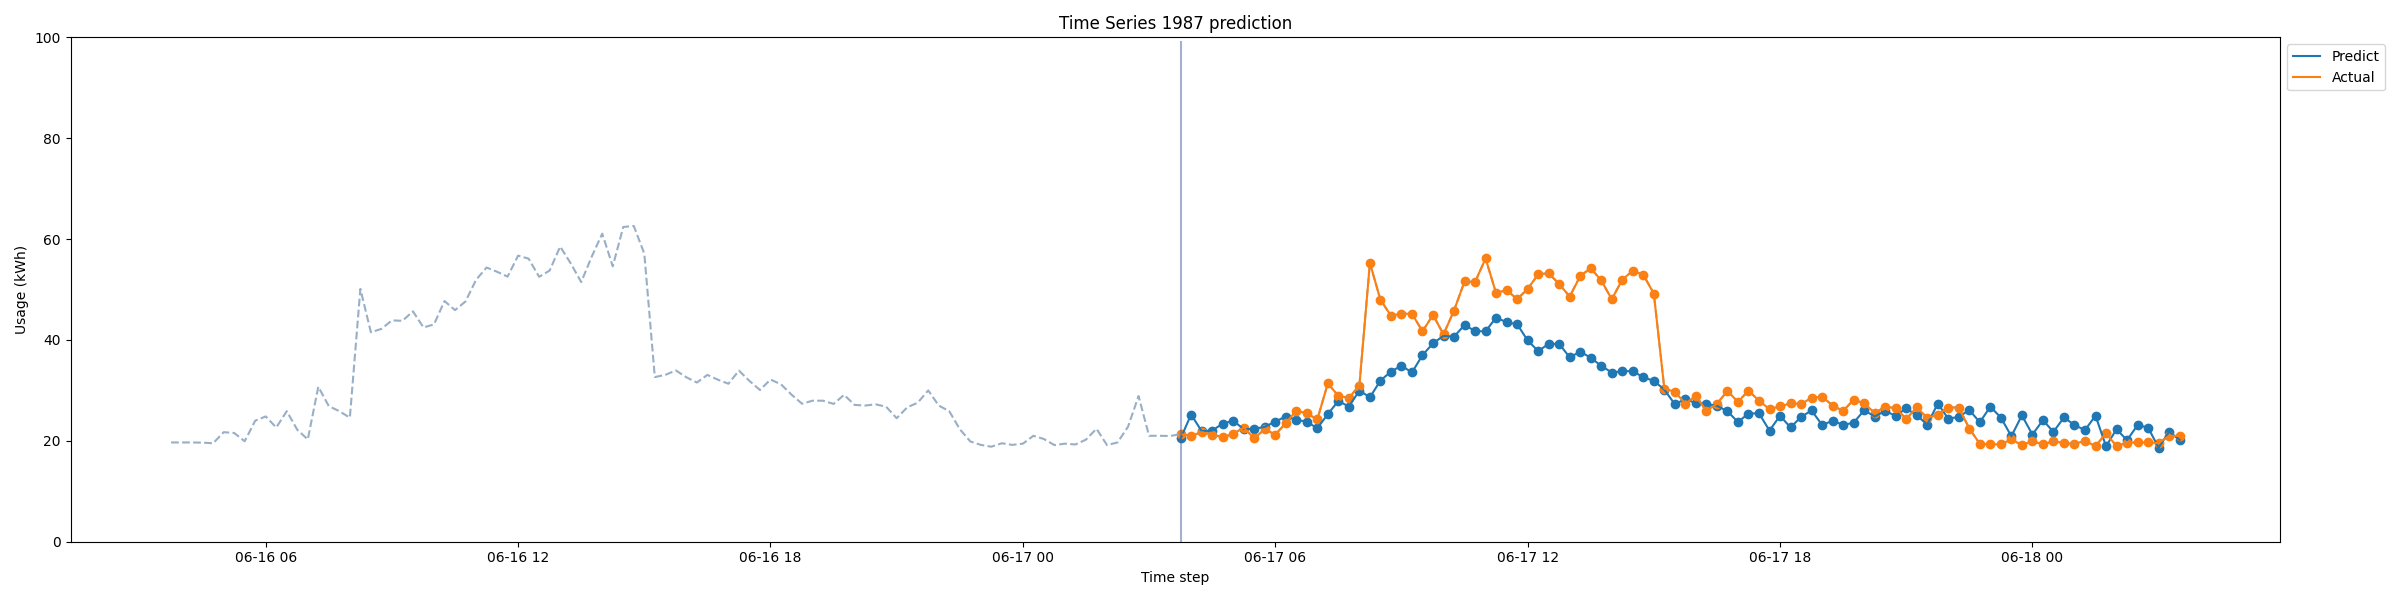 Time Series 1987 prediction
100
80
60
40
20
0
Usage (kWh)
06-16 06
06-16 12
06-16 18
06-17 00
06-17 06
06-17 12
06-17 18
06-18 00
Time step
Predict
Actual